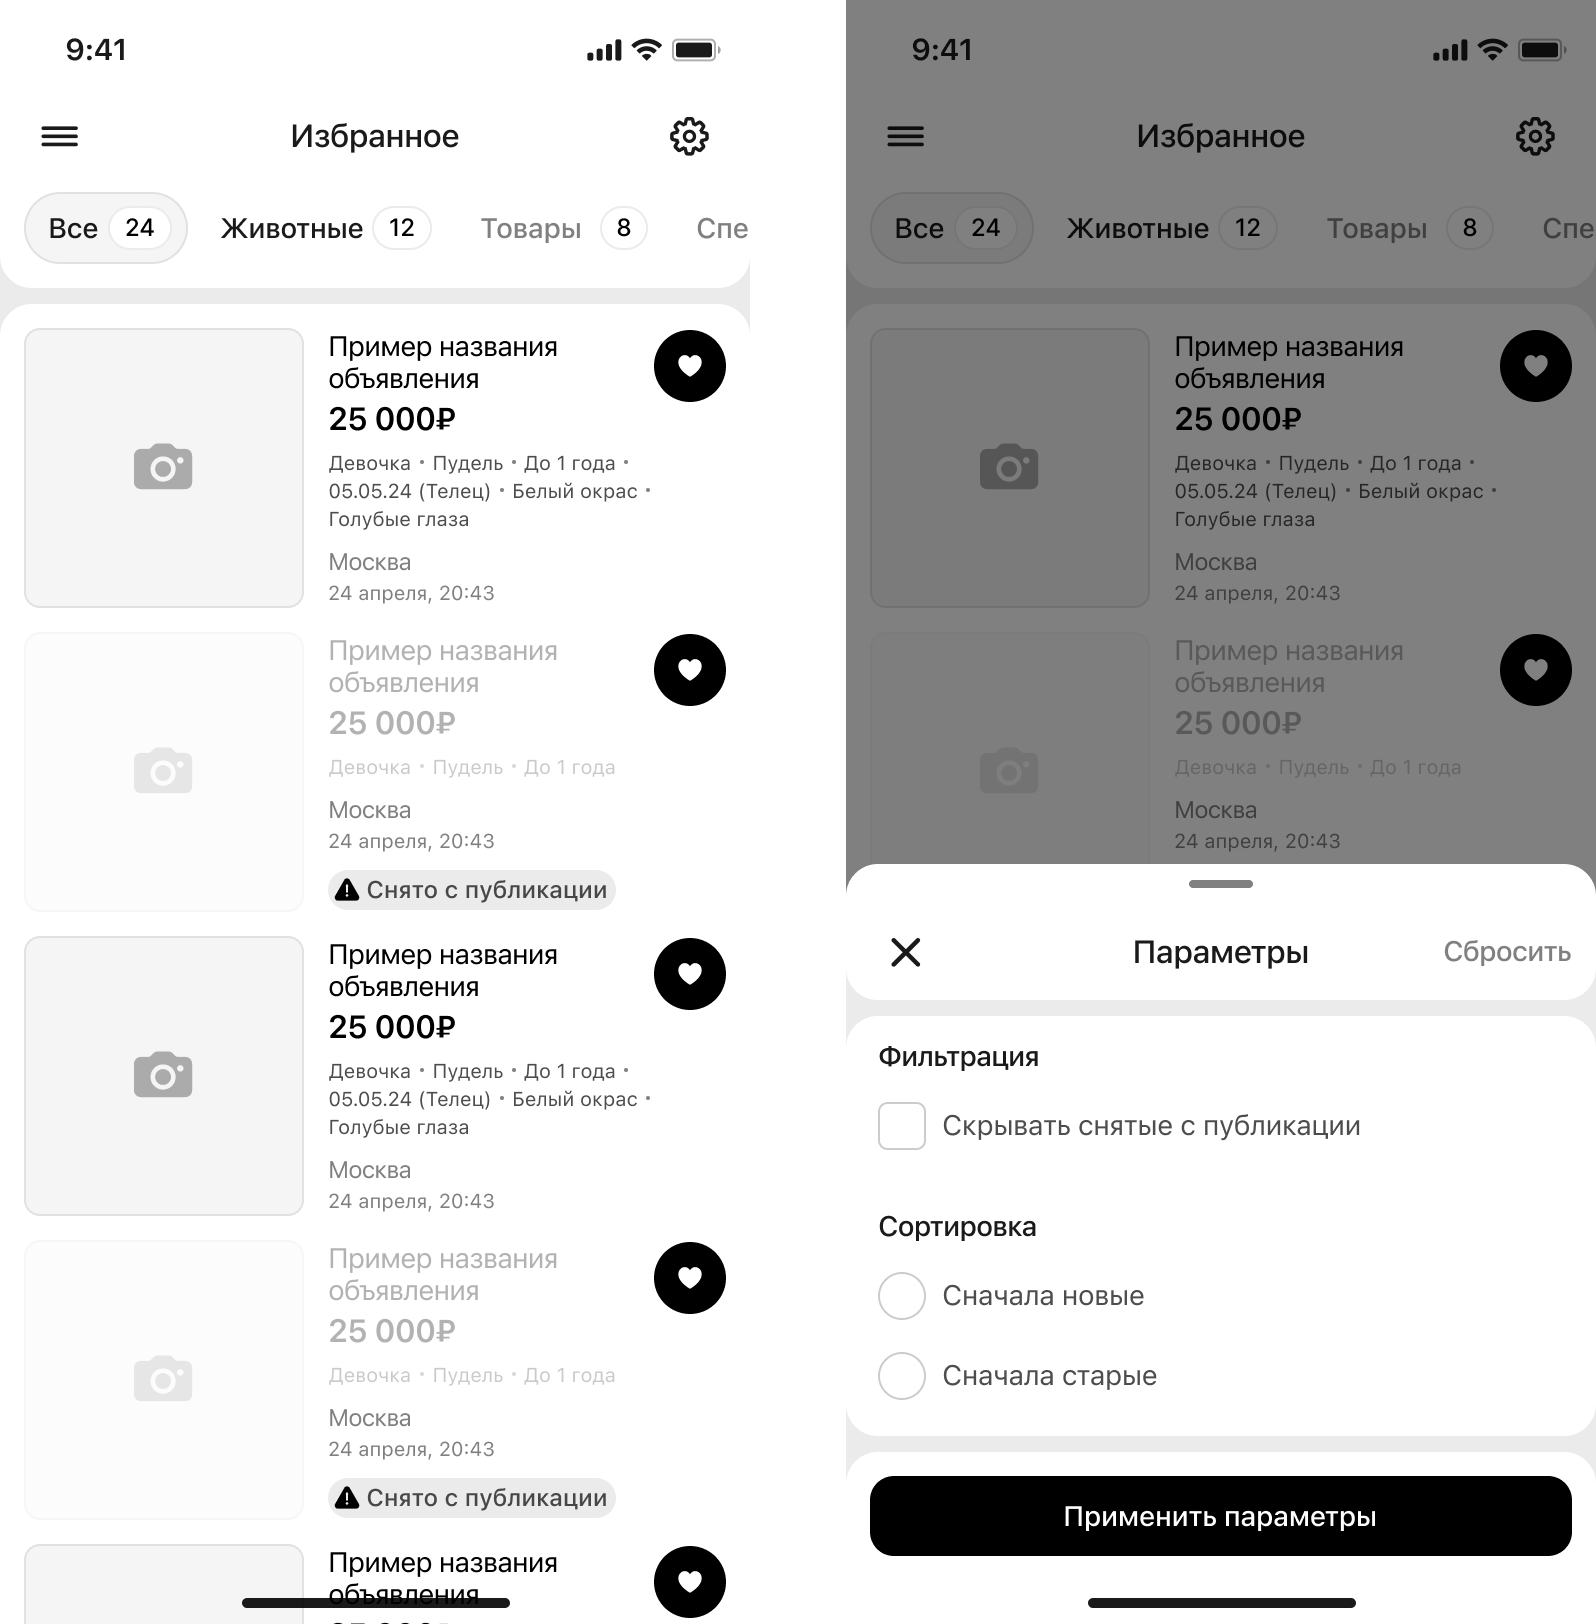 9:41
Избранное
Все 24 Животные 12 Товары 8 Спе
Пример названия
объявления
25 000₽
Девочка • Пудель • До 1 года •
05.05.24 (Телец) • Белый окрас •
Голубые глаза
Москва
24 апреля, 20:43
Пример названия
объявления
25 000₽
Девочка • Пудель • До 1 года
Москва
24 апреля, 20:43
Снято с публикации
Пример названия
объявления
25 000₽
Девочка • Пудель • До 1 года •
05.05.24 (Телец) • Белый окрас •
Голубые глаза
Москва
24 апреля, 20:43
Пример названия
объявления
25 000₽
Девочка • Пудель • До 1 года
Москва
24 апреля, 20:43
Снято с публикации
Пример названия
объявления
9:41
Избранное
Все 24 Животные 12 Товары 8 Спе
Пример названия
объявления
25 000₽
Девочка • Пудель • До 1 года •
05.05.24 (Телец) • Белый окрас •
Голубые глаза
Москва
24 апреля, 20:43
Пример названия
объявления
25 000₽
Девочка • Пудель • До 1 года
Москва
24 апреля, 20:43
Параметры Сбросить
Фильтрация
Скрывать снятые с публикации
Сортировка
Сначала новые
Сначала старые
Применить параметры